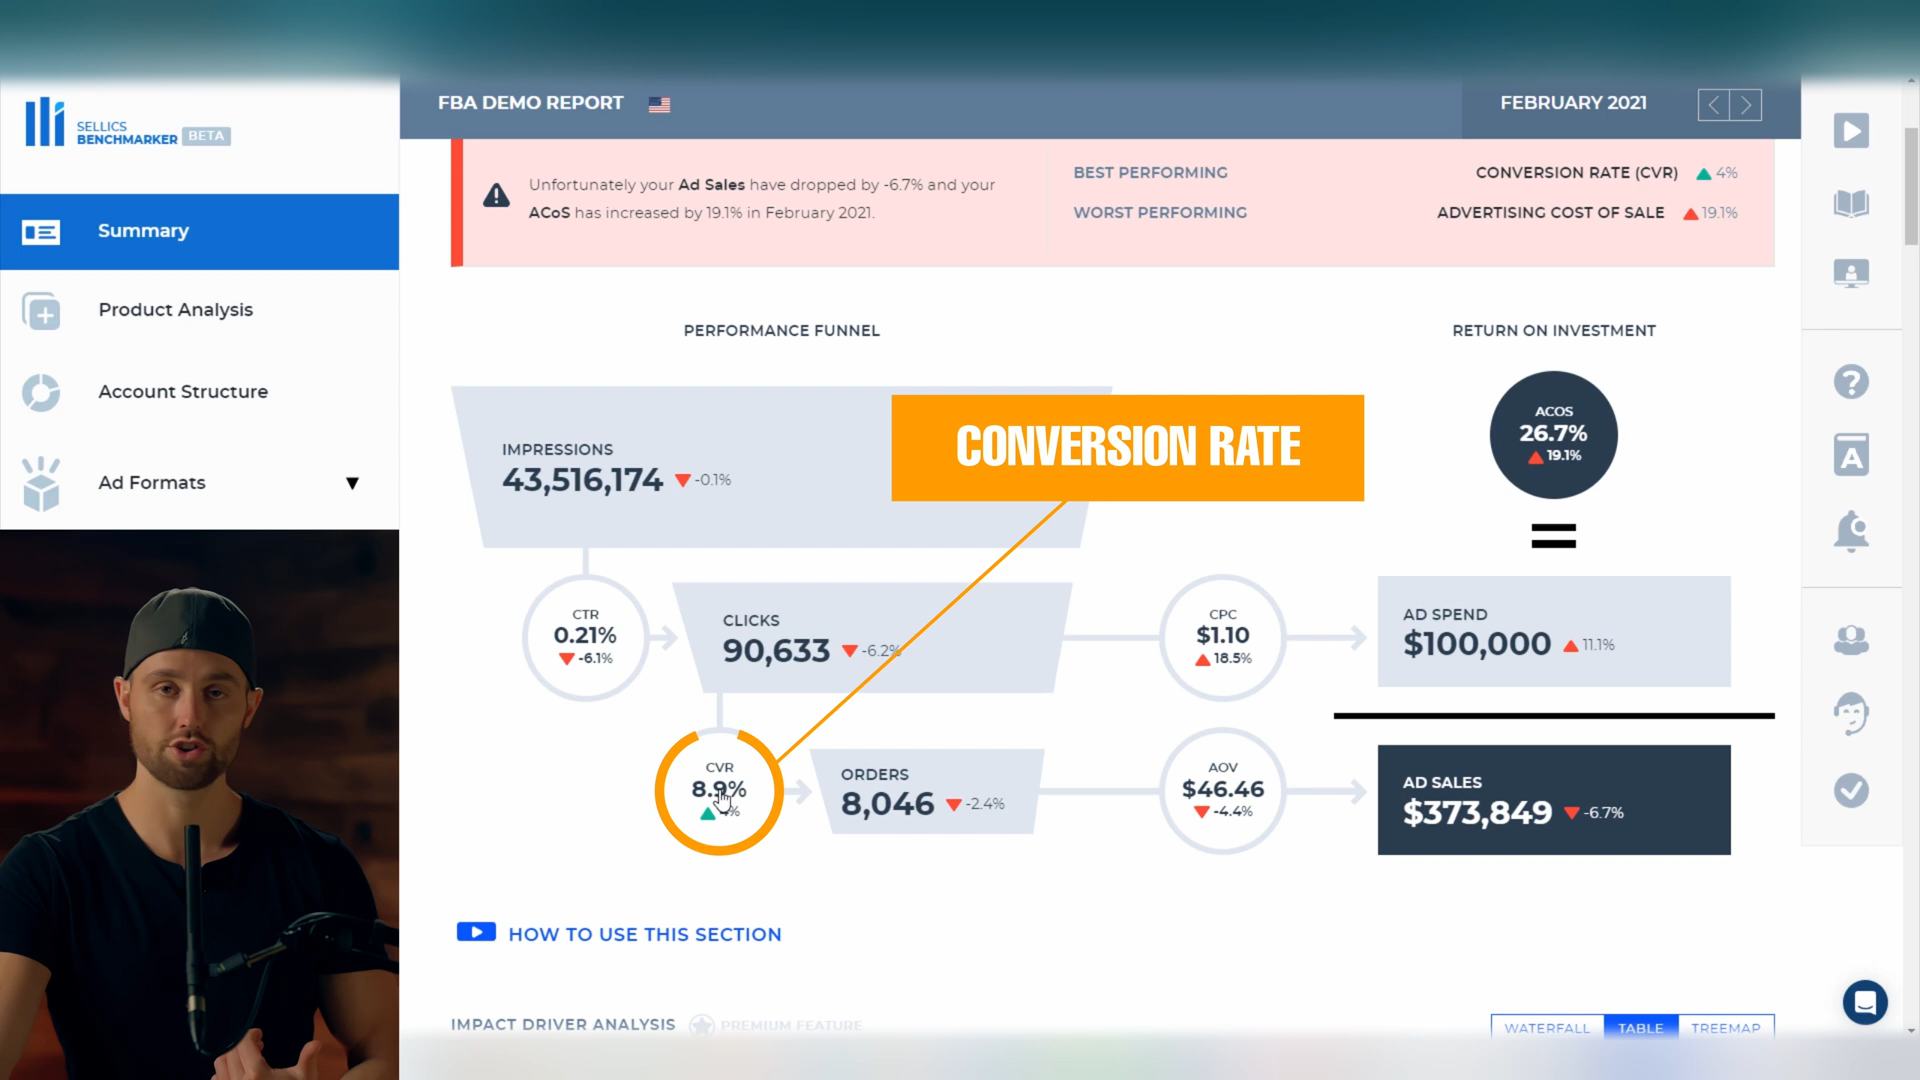 SELLICS
BENCHMARKER BETA
Summary
Product Analysis
Account Structure
Ad Formats
FBA DEMO REPORT
FEBRUARY 2021
Unfortunately your Ad Sales have dropped by -6.7% and your
ACoS has increased by 19.1% in February 2021.
BEST PERFORMING
CONVERSION RATE (CVR) 4%
WORST PERFORMING
ADVERTISING COST OF SALE 19.1%
PERFORMANCE FUNNEL
RETURN ON INVESTMENT
IMPRESSIONS
43,516,174 -0.1%
CONVERSION RATE
ACOS
26.7%
19.1%
=
CTR
0.21%
-6.1%
CLICKS
90,633 -6.2%
CPC
$1.10
18.5%
AD SPEND
$100,000 11.1%
CVR
8.9%
ORDERS
8,046 -2.4%
AOV
$46.46
-4.4%
AD SALES
$373,849 -6.7%
HOW TO USE THIS SECTION
IMPACT DRIVER ANALYSIS PREMIUM FEATURE
WATERFALL TABLE TREEMAP